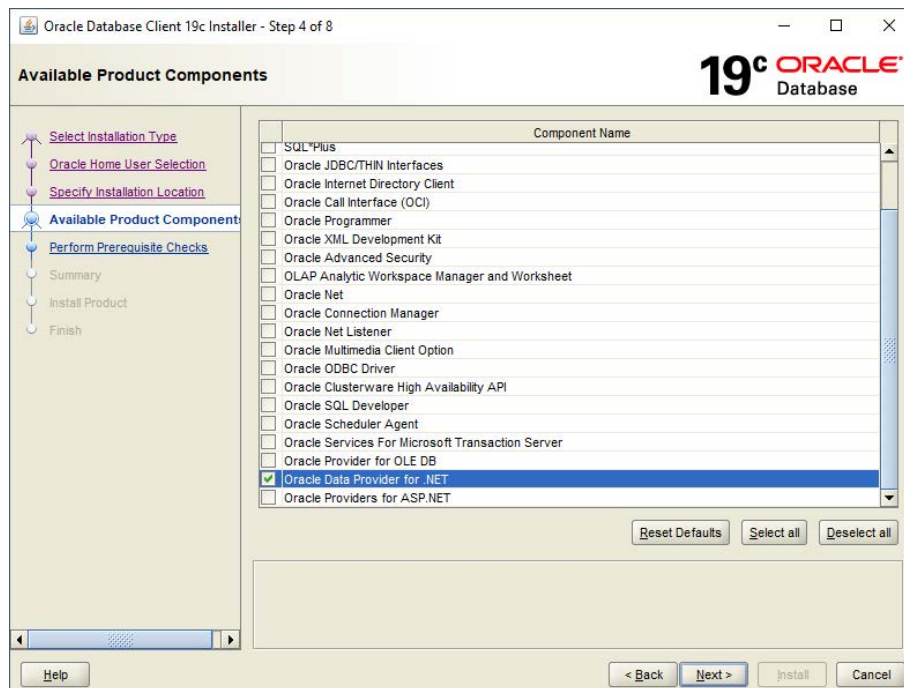 Oracle Database Client 19c Installer - Step 4 of 8
Available Product Components
19c ORACLE
Database
Select Installation Type
Oracle Home User Selection
Specify Installation Location
Available Product Components
Perform Prerequisite Checks
Summary
Install Product
Finish
Component Name
SQL*Plus
Oracle JDBC/THIN Interfaces
Oracle Internet Directory Client
Oracle Call Interface (OCI)
Oracle Programmer
Oracle XML Development Kit
Oracle Advanced Security
OLAP Analytic Workspace Manager and Worksheet
Oracle Net
Oracle Connection Manager
Oracle Net Listener
Oracle Multimedia Client Option
Oracle ODBC Driver
Oracle Clusterware High Availability API
Oracle SQL Developer
Oracle Scheduler Agent
Oracle Services For Microsoft Transaction Server
Oracle Provider for OLE DB
Oracle Data Provider for .NET
Oracle Providers for ASP.NET
Reset Defaults Select all Deselect all
Help < Back Next > Install Cancel